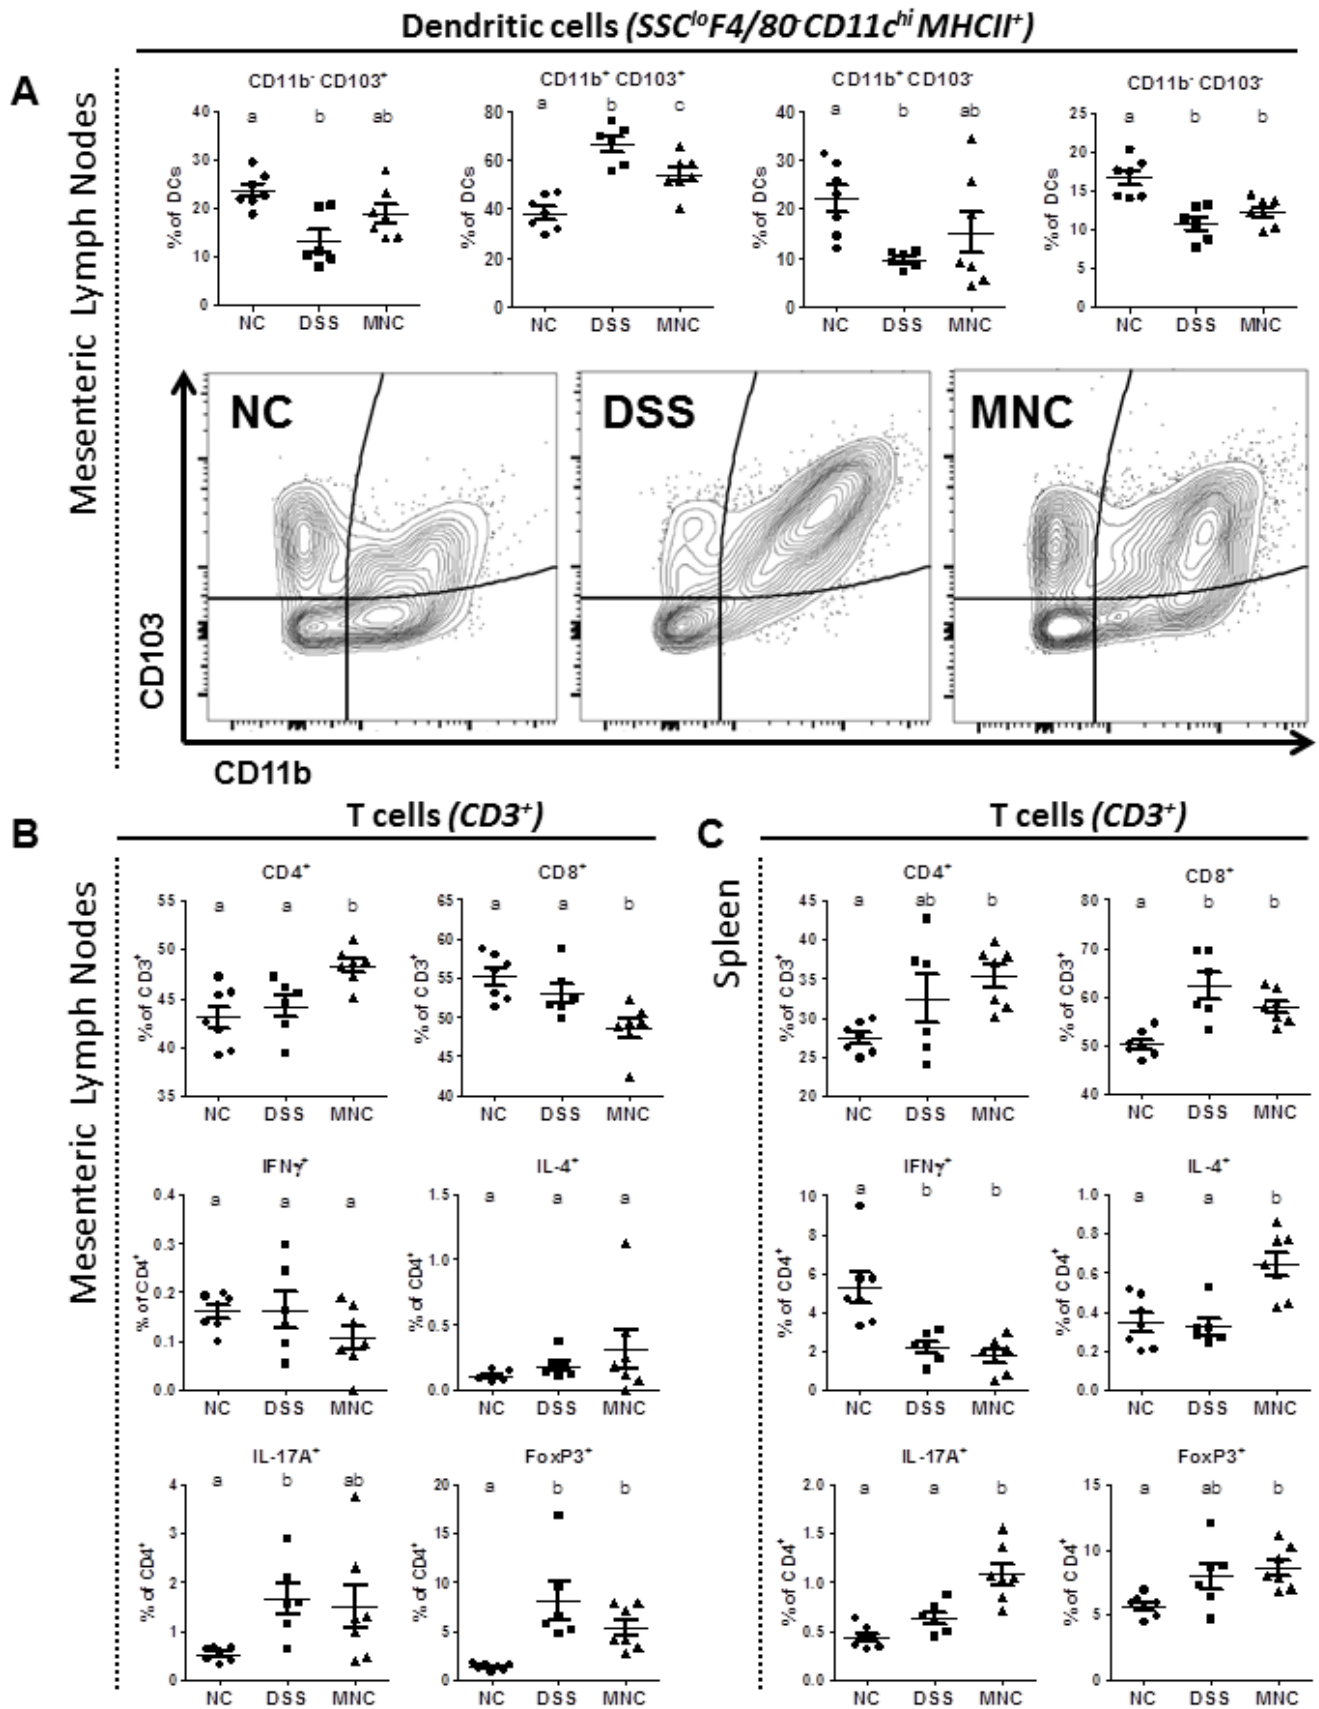 Dendritic cells (SSCˡᵒF4/80⁻CD11cʰⁱ MHCII⁺)
A
Mesenteric Lymph Nodes
CD11b⁻ CD103⁺
a b ab
% of DCs
40
30
20
10
0
NC DSS MNC
CD11b⁺ CD103⁺
a b c
% of DCs
80
60
40
20
0
NC DSS MNC
CD11b⁺ CD103⁻
a b ab
% of DCs
40
30
20
10
0
NC DSS MNC
CD11b⁻ CD103⁻
a b b
% of DCs
25
20
15
10
5
0
NC DSS MNC
NC
DSS
MNC
CD103
CD11b
B
T cells (CD3⁺)
Mesenteric Lymph Nodes
CD4⁺
a a b
% of CD3⁺
55
50
45
40
35
NC DSS MNC
CD8⁺
a a b
% of CD3⁺
65
60
55
50
45
40
NC DSS MNC
IFNγ⁺
a a a
% of CD4⁺
0.4
0.3
0.2
0.1
0.0
NC DSS MNC
IL-4⁺
a a a
% of CD4⁺
1.5
1.0
0.5
0.0
NC DSS MNC
IL-17A⁺
a b ab
% of CD4⁺
4
3
2
1
0
NC DSS MNC
FoxP3⁺
a b b
% of CD4⁺
20
15
10
5
0
NC DSS MNC
C
T cells (CD3⁺)
Spleen
CD4⁺
a ab b
% of CD3⁺
45
40
35
30
25
20
NC DSS MNC
CD8⁺
a b b
% of CD3⁺
80
70
60
50
40
NC DSS MNC
IFNγ⁺
a b b
% of CD4⁺
10
8
6
4
2
0
NC DSS MNC
IL-4⁺
a a b
% of CD4⁺
1.0
0.8
0.6
0.4
0.2
0.0
NC DSS MNC
IL-17A⁺
a a b
% of CD4⁺
2.0
1.5
1.0
0.5
0.0
NC DSS MNC
FoxP3⁺
a ab b
% of CD4⁺
15
10
5
0
NC DSS MNC